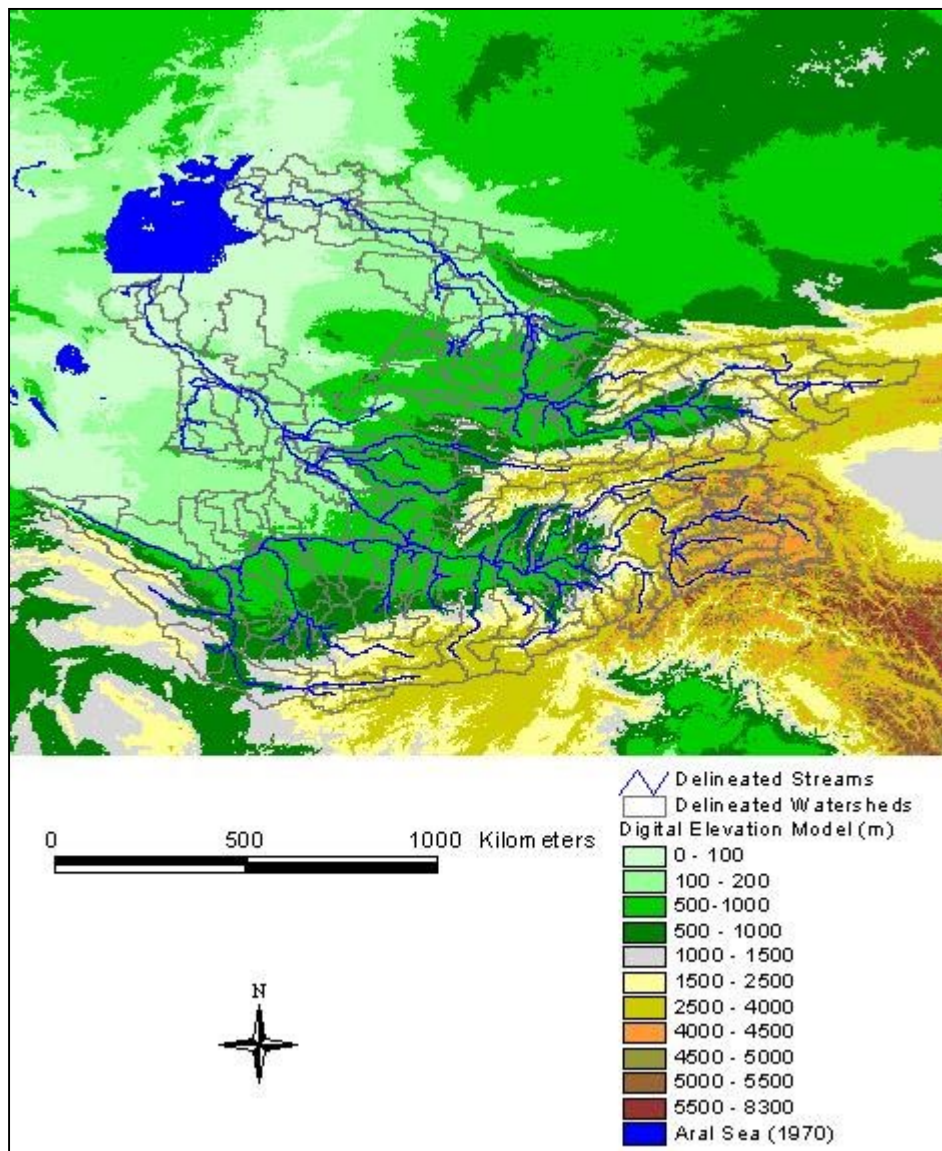 Delineated Streams
Delineated Watersheds
Digital Elevation Model (m)
0 - 100
100 - 200
500-1000
500 - 1000
1000 - 1500
1500 - 2500
2500 - 4000
4000 - 4500
4500 - 5000
5000 - 5500
5500 - 8300
Aral Sea (1970)
0 500 1000 Kilometers
N